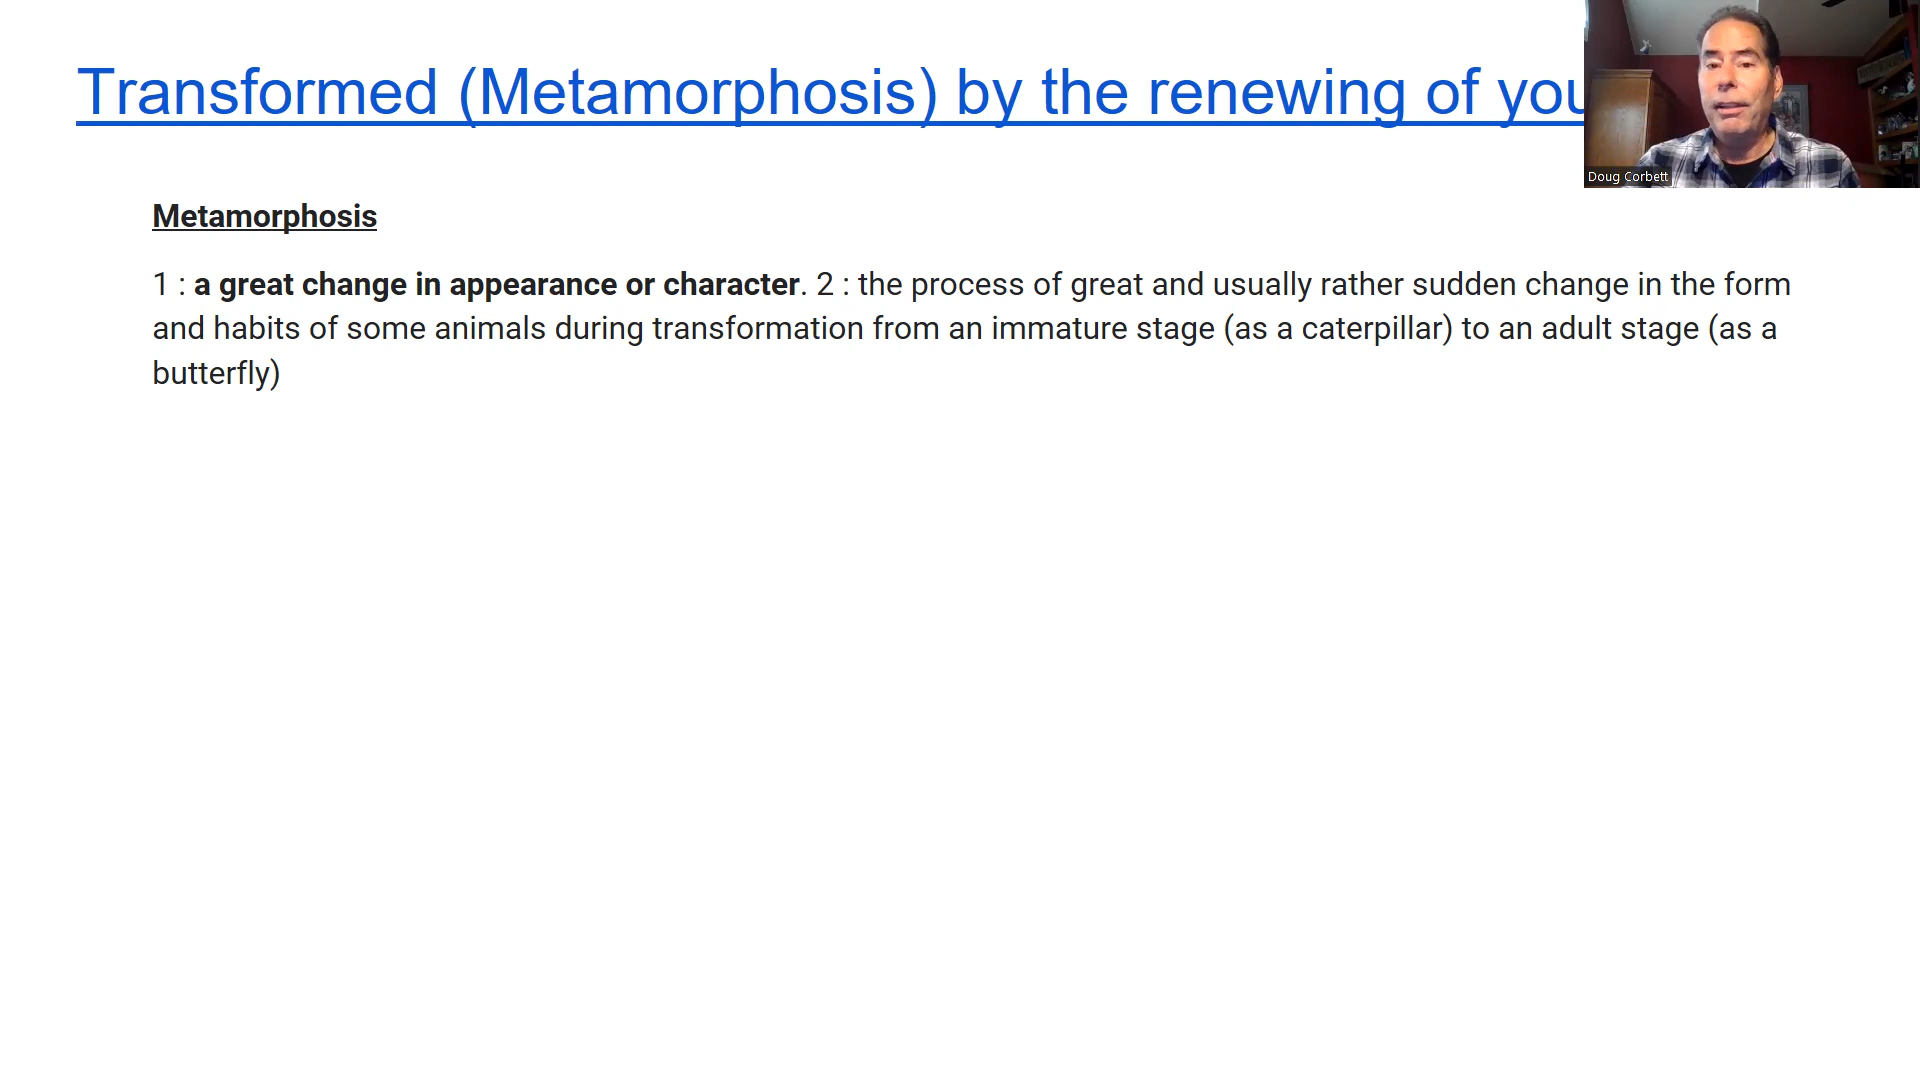 Transformed (Metamorphosis) by the renewing of you
Doug Corbett
Metamorphosis
1 : a great change in appearance or character. 2 : the process of great and usually rather sudden change in the form
and habits of some animals during transformation from an immature stage (as a caterpillar) to an adult stage (as a
butterfly)